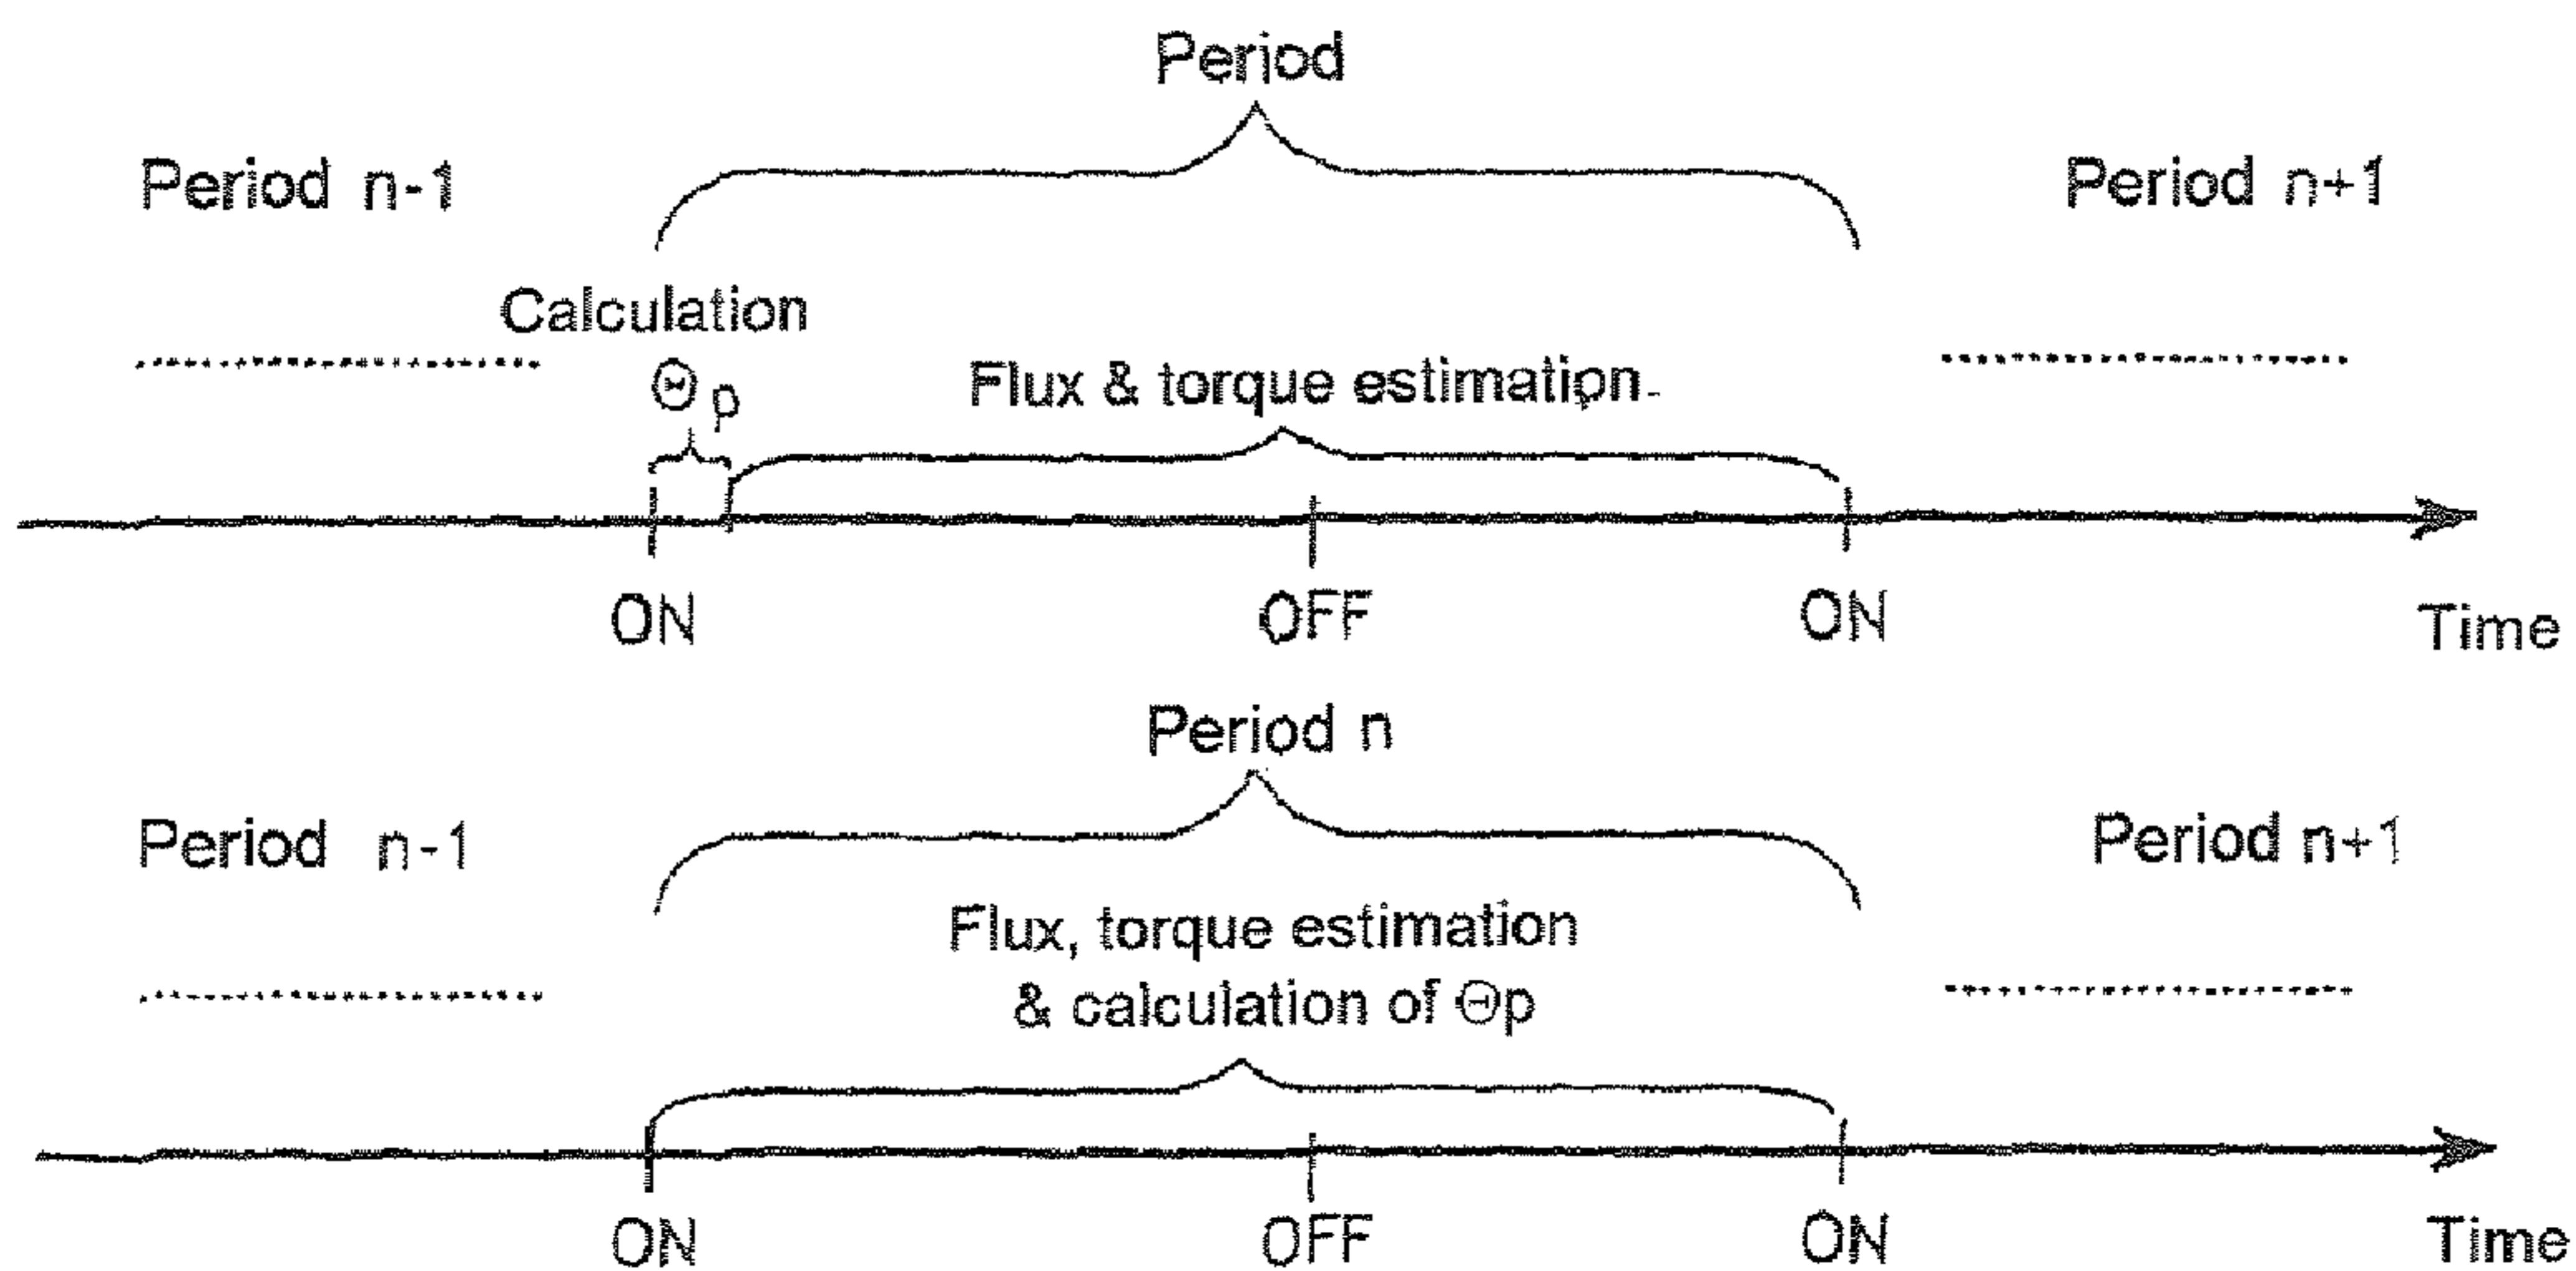 Period
Period n-1
Period n+1
Calculation
Θp
Flux & torque estimation
ON
OFF
ON
Time
Period n
Period n-1
Period n+1
Flux, torque estimation
& calculation of Θp
ON
OFF
ON
Time